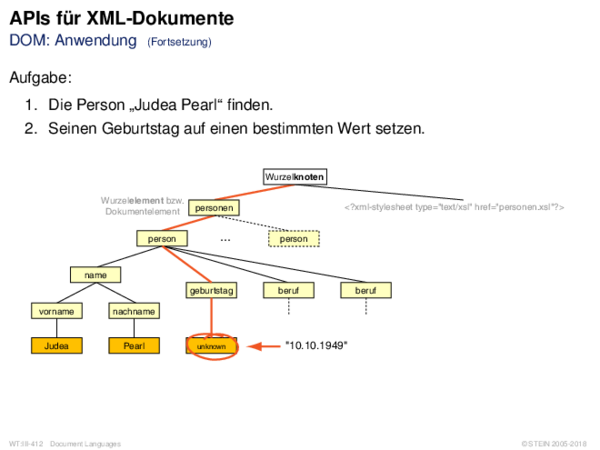 APIs für XML-Dokumente
DOM: Anwendung (Fortsetzung)
Aufgabe:
1. Die Person „Judea Pearl“ finden.
2. Seinen Geburtstag auf einen bestimmten Wert setzen.
Wurzelknoten
Wurzelelement bzw.
Dokumentelement
personen
<?xml-stylesheet type="text/xsl" href="personen.xsl"?>
person
...
person
name
geburtstag
beruf
beruf
vorname
nachname
Judea
Pearl
unknown
"10.10.1949"
WT:III-412 Document Languages
© STEIN 2005-2018